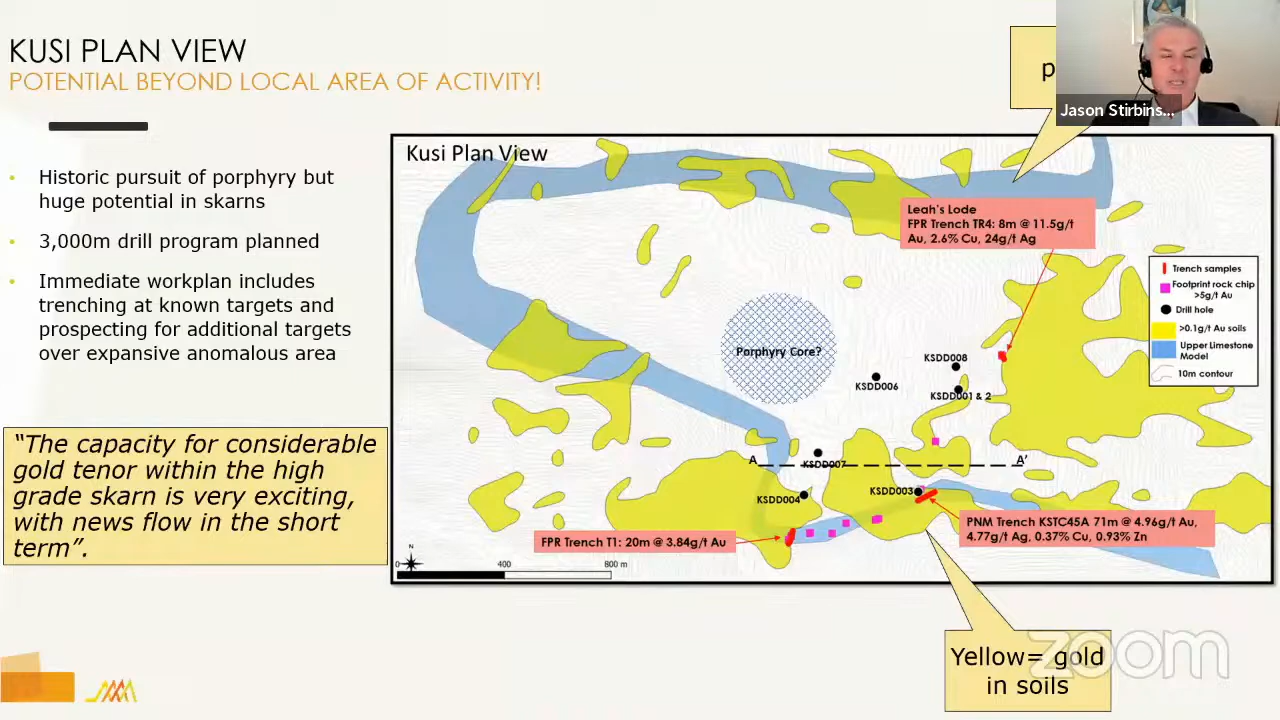 KUSI PLAN VIEW
POTENTIAL BEYOND LOCAL AREA OF ACTIVITY!
Jason Stirbins...
• Historic pursuit of porphyry but
huge potential in skarns
• 3,000m drill program planned
• Immediate workplan includes
trenching at known targets and
prospecting for additional targets
over expansive anomalous area
“The capacity for considerable
gold tenor within the high
grade skarn is very exciting,
with news flow in the short
term”.
Kusi Plan View
Leah's Lode
FPR Trench TR4: 8m @ 11.5g/t
Au, 2.6% Cu, 24g/t Ag
Trench samples
Footprint rock chip
>5g/t Au
Drill hole
>0.1g/t Au soils
Upper Limestone
Model
10m contour
Porphyry Core?
KSDD008
KSDD006
KSDD001 & 2
A
A'
KSDD007
KSDD004
KSDD003
PNM Trench KSTC45A 71m @ 4.96g/t Au,
4.77g/t Ag, 0.37% Cu, 0.93% Zn
FPR Trench T1: 20m @ 3.84g/t Au
N
0 400 800 m
Yellow= gold
in soils
zoom